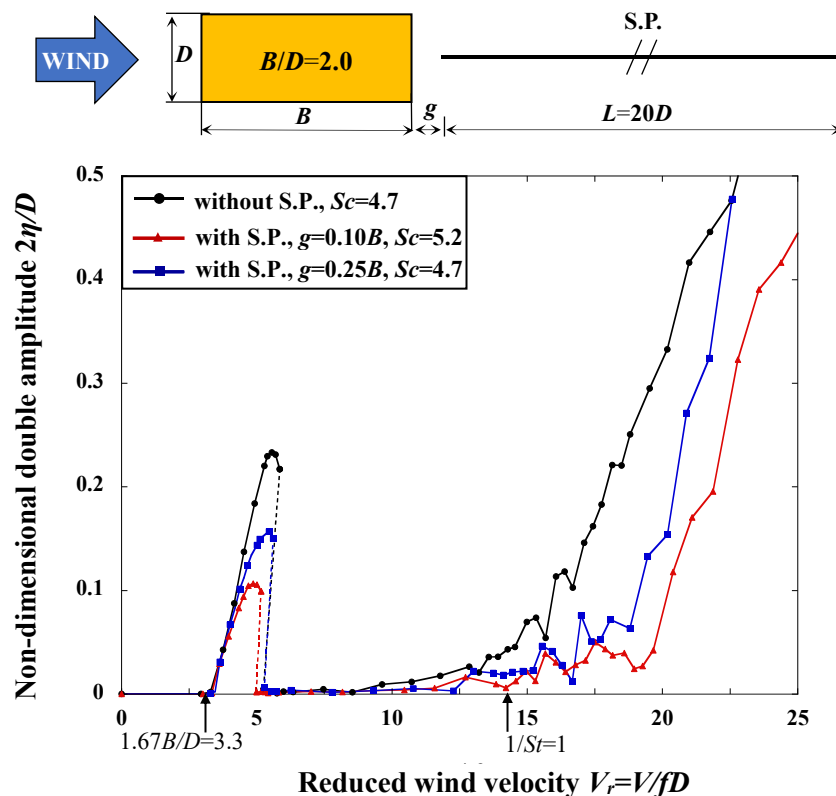 S.P.
WIND
D
B/D=2.0
B
g
L=20D
without S.P., Sc=4.7
with S.P., g=0.10B, Sc=5.2
with S.P., g=0.25B, Sc=4.7
Non-dimensional double amplitude 2η/D
0.5
0.4
0.3
0.2
0.1
0
0
5
10
15
20
25
1.67B/D=3.3
1/St=1
Reduced wind velocity Vr=V/fD